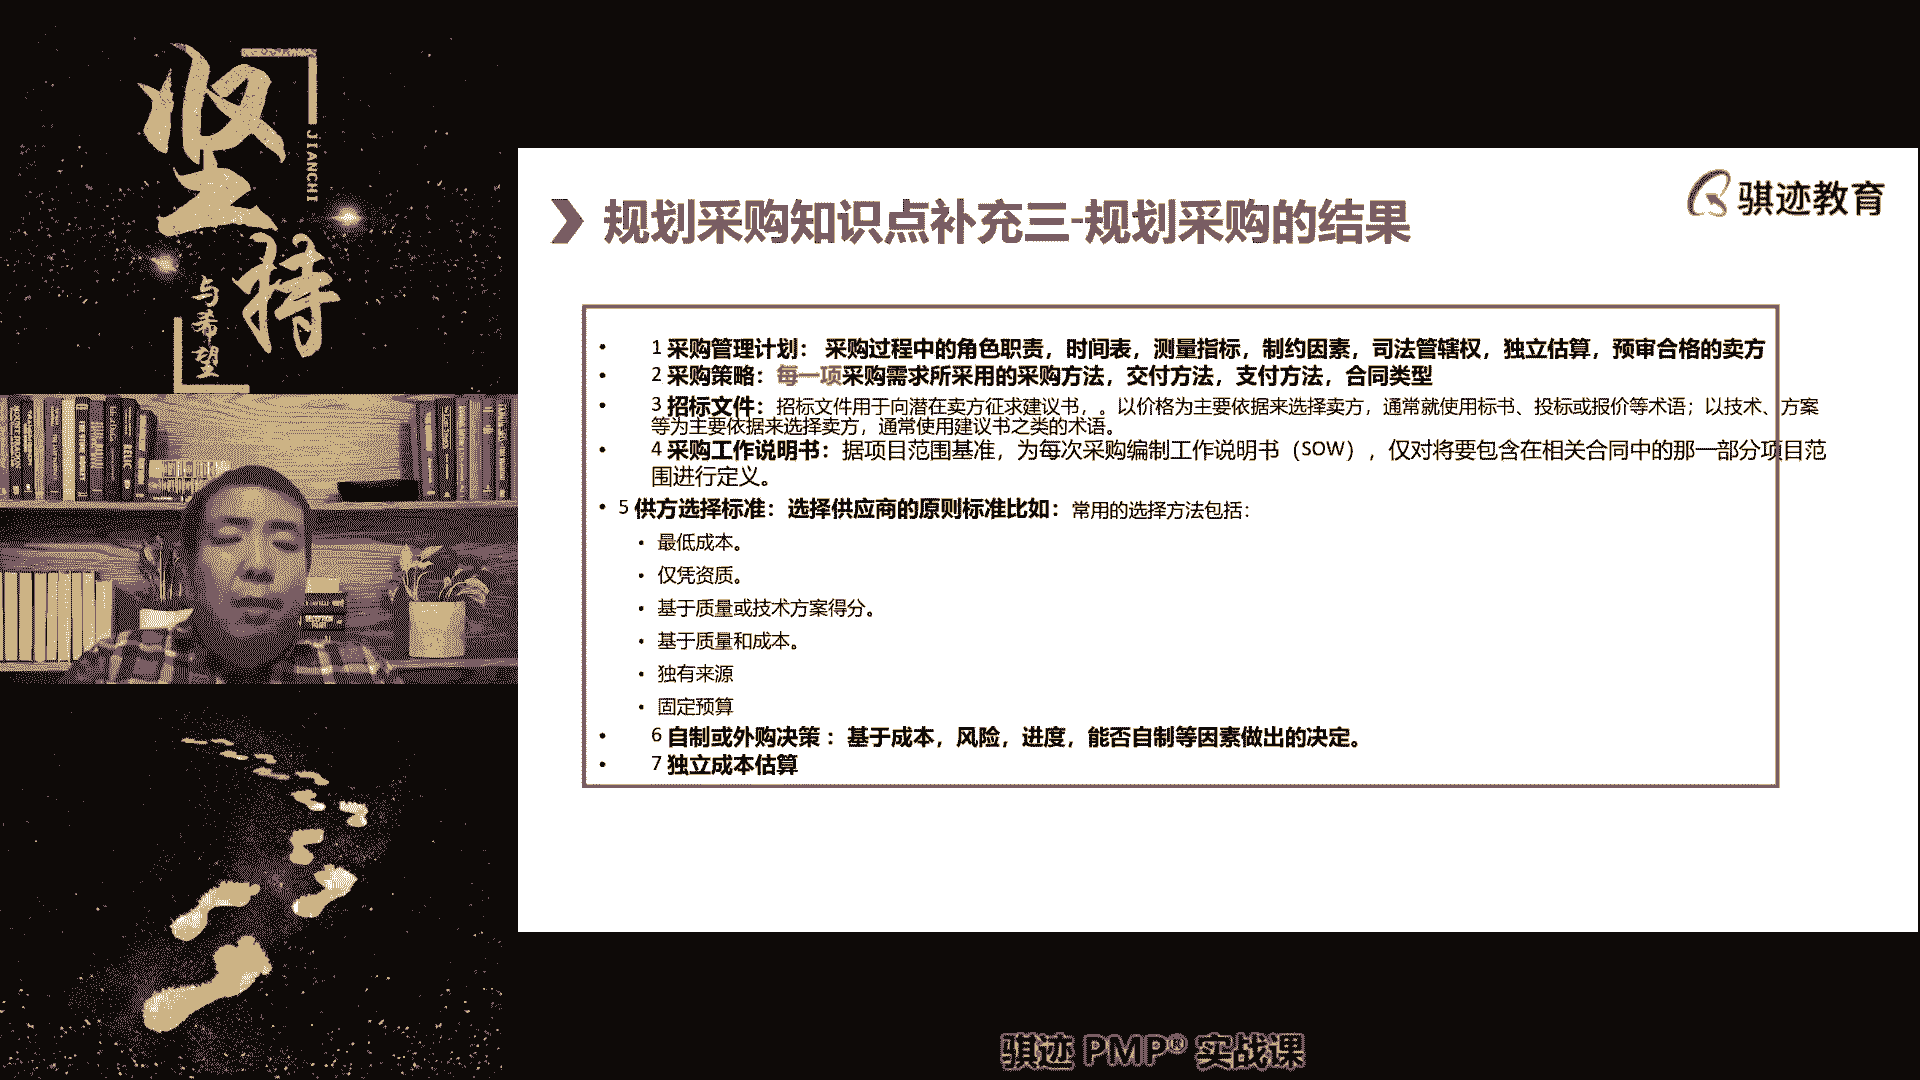 坚持
JIANCHI
与希望
骐迹教育
规划采购知识点补充三-规划采购的结果
• 1 采购管理计划： 采购过程中的角色职责，时间表，测量指标，制约因素，司法管辖权，独立估算，预审合格的卖方
• 2 采购策略：每一项采购需求所采用的采购方法，交付方法，支付方法，合同类型
• 3 招标文件：招标文件用于向潜在卖方征求建议书，。以价格为主要依据来选择卖方，通常就使用标书、投标或报价等术语；以技术、方案
等为主要依据来选择卖方，通常使用建议书之类的术语。
• 4 采购工作说明书：据项目范围基准，为每次采购编制工作说明书（SOW），仅对将要包含在相关合同中的那一部分项目范
围进行定义。
• 5 供方选择标准：选择供应商的原则标准比如：常用的选择方法包括：
• 最低成本。
• 仅凭资质。
• 基于质量或技术方案得分。
• 基于质量和成本。
• 独有来源
• 固定预算
• 6 自制或外购决策 ：基于成本，风险，进度，能否自制等因素做出的决定。
• 7 独立成本估算
骐迹 PMP® 实战课